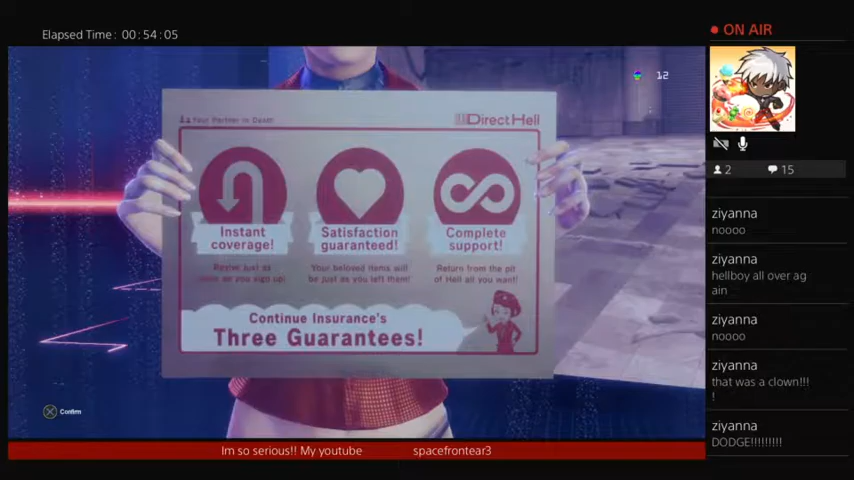 Elapsed Time : 00:54:05
ON AIR
12
Your Partner in Death
Direct Hell
Instant
coverage!
Satisfaction
guaranteed!
Complete
support!
Revive just as
soon as you sign up!
Your beloved items will
be just as you left them!
Return from the pit
of Hell all you want!
Continue Insurance's
Three Guarantees!
Confirm
2
15
ziyanna
noooo
ziyanna
hellboy all over ag
ain
ziyanna
noooo
ziyanna
that was a clown!!!
!
ziyanna
DODGE!!!!!!!!!
Im so serious!! My youtube
spacefrontear3